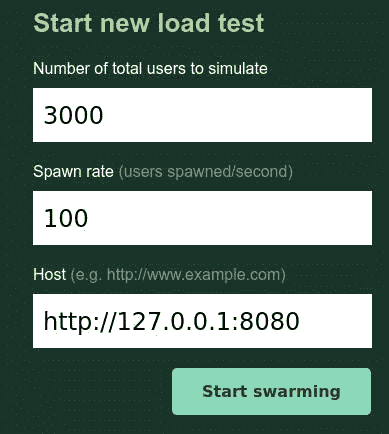 Start new load test
Number of total users to simulate
3000
Spawn rate (users spawned/second)
100
Host (e.g. http://www.example.com)
http://127.0.0.1:8080
Start swarming